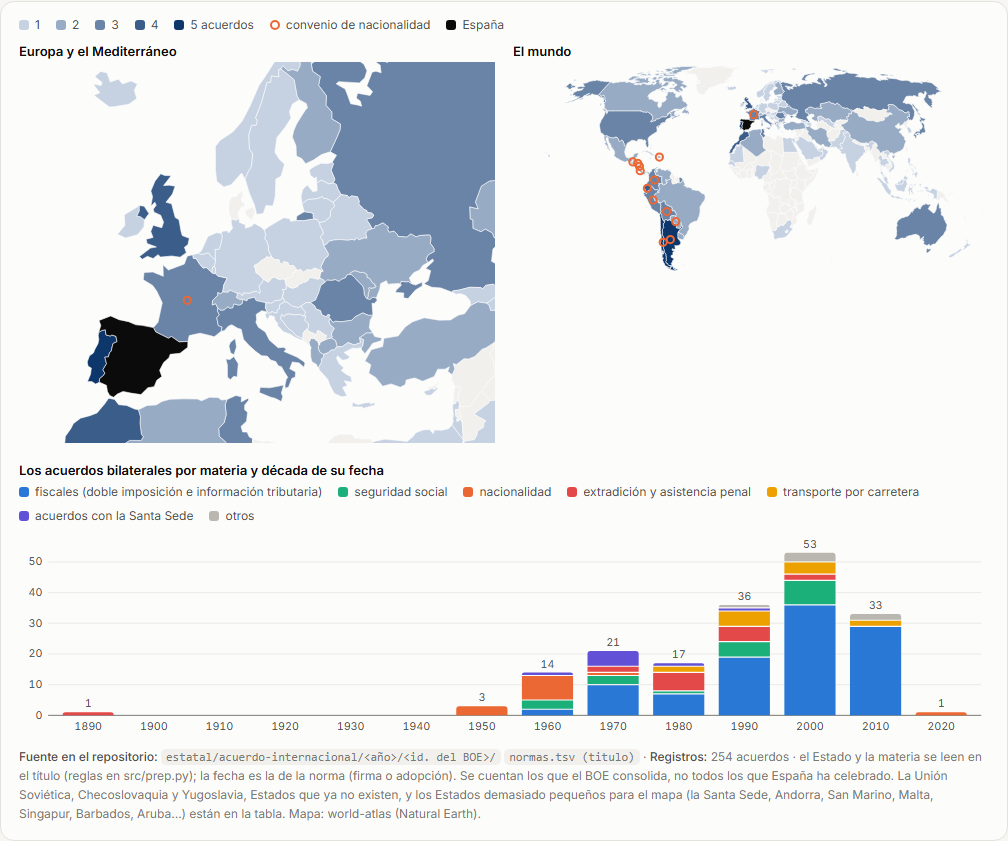 1 2 3 4 5 acuerdos convenio de nacionalidad España
Europa y el Mediterráneo
El mundo
Los acuerdos bilaterales por materia y década de su fecha
fiscales (doble imposición e información tributaria) seguridad social nacionalidad extradición y asistencia penal transporte por carretera
acuerdos con la Santa Sede otros
53
50
40
36
33
30
21
20
17
14
10
3
1
1
0
1890 1900 1910 1920 1930 1940 1950 1960 1970 1980 1990 2000 2010 2020
Fuente en el repositorio: estatal/acuerdo-internacional/<año>/<id. del BOE>/ normas.tsv (titulo) · Registros: 254 acuerdos · el Estado y la materia se leen en
el título (reglas en src/prep.py); la fecha es la de la norma (firma o adopción). Se cuentan los que el BOE consolida, no todos los que España ha celebrado. La Unión
Soviética, Checoslovaquia y Yugoslavia, Estados que ya no existen, y los Estados demasiado pequeños para el mapa (la Santa Sede, Andorra, San Marino, Malta,
Singapur, Barbados, Aruba...) están en la tabla. Mapa: world-atlas (Natural Earth).